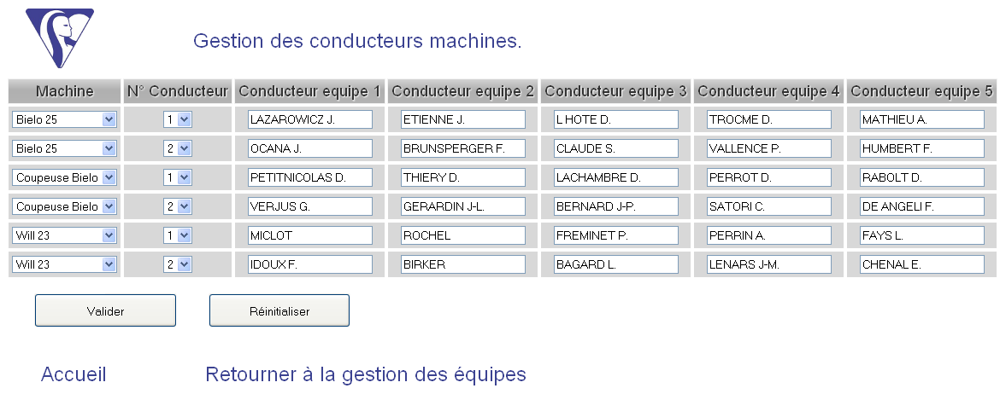 Gestion des conducteurs machines.
Machine N° Conducteur Conducteur equipe 1 Conducteur equipe 2 Conducteur equipe 3 Conducteur equipe 4 Conducteur equipe 5
Bielo 25 1 LAZAROWICZ J. ETIENNE J. L HOTE D. TROCME D. MATHIEU A.
Bielo 25 2 OCANA J. BRUNSPERGER F. CLAUDE S. VALLENCE P. HUMBERT F.
Coupeuse Bielo 1 PETITNICOLAS D. THIERY D. LACHAMBRE D. PERROT D. RABOLT D.
Coupeuse Bielo 2 VERJUS G. GERARDIN J-L. BERNARD J-P. SATORI C. DE ANGELI F.
Will 23 1 MICLOT ROCHEL FREMINET P. PERRIN A. FAYS L.
Will 23 2 IDOUX F. BIRKER BAGARD L. LENARS J-M. CHENAL E.
Valider Réinitialiser
Accueil Retourner à la gestion des équipes